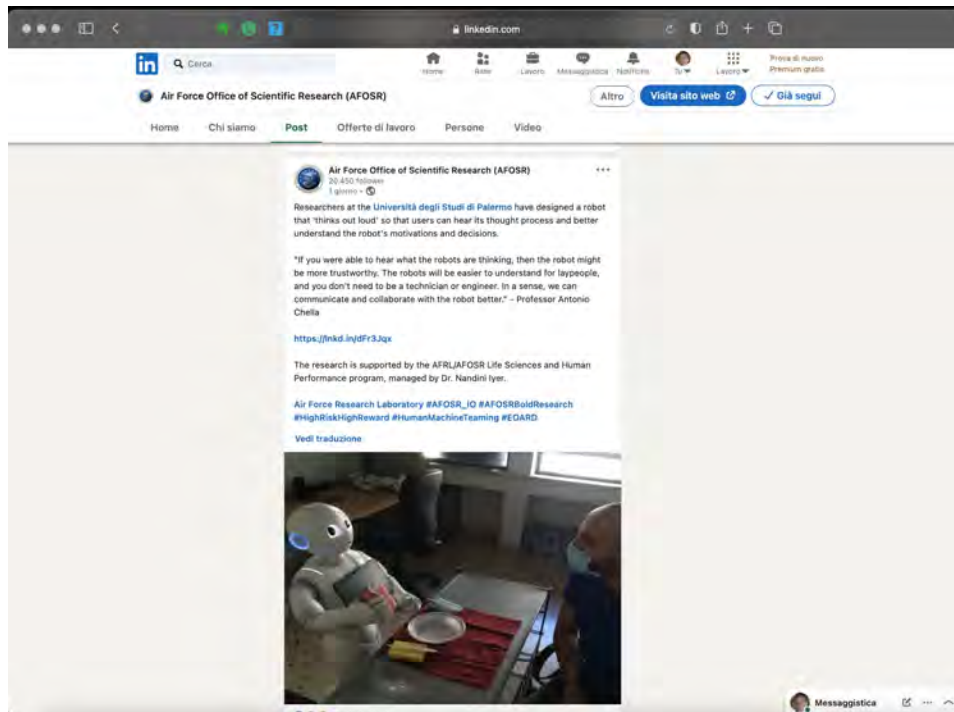 linkedin.com
in
Cerca
Home
Rete
Lavoro
Messaggistica
Notifiche
Tu
Lavoro
Prova di nuovo
Premium gratis
Air Force Office of Scientific Research (AFOSR)
Altro
Visita sito web
✓ Già segui
Home Chi siamo Post Offerte di lavoro Persone Video
Air Force Office of Scientific Research (AFOSR)
20.450 follower
1 giorno •
Researchers at the Università degli Studi di Palermo have designed a robot
that 'thinks out loud' so that users can hear its thought process and better
understand the robot's motivations and decisions.
"If you were able to hear what the robots are thinking, then the robot might
be more trustworthy. The robots will be easier to understand for laypeople,
and you don't need to be a technician or engineer. In a sense, we can
communicate and collaborate with the robot better." – Professor Antonio
Chella
https://lnkd.in/dFr3Jqx
The research is supported by the AFRL/AFOSR Life Sciences and Human
Performance program, managed by Dr. Nandini Iyer.
Air Force Research Laboratory #AFOSR_IO #AFOSRBoldResearch
#HighRiskHighReward #HumanMachineTeaming #EOARD
Vedi traduzione
Messaggistica